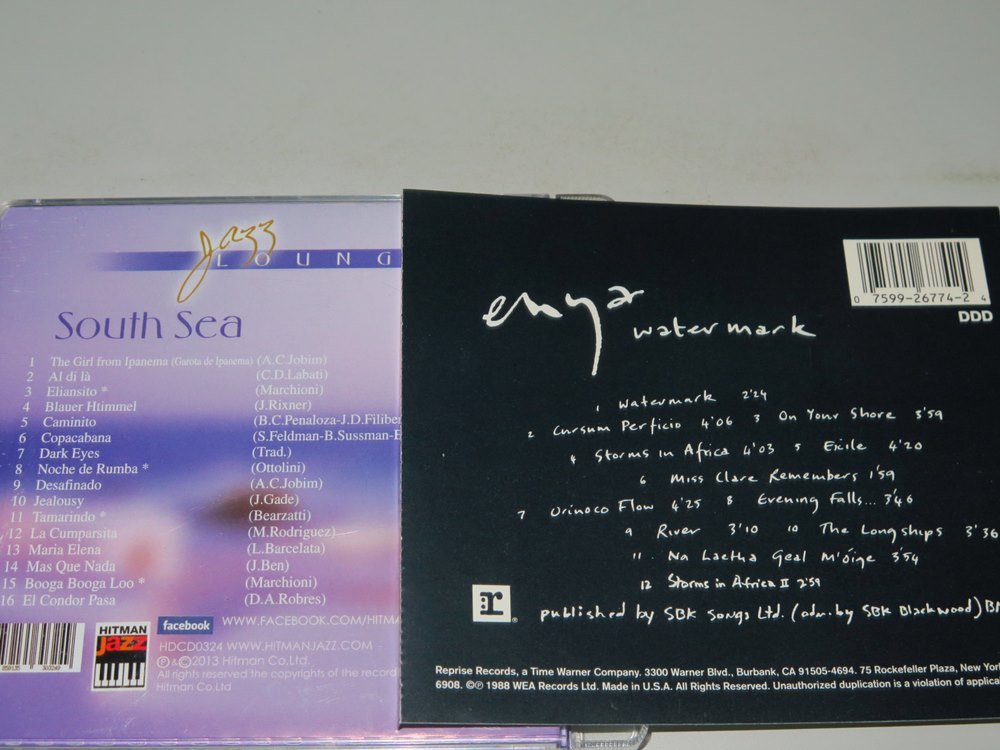 Jazz
LOUNG
South Sea
1 The Girl from Ipanema (Garota de Ipanema) (A.C.Jobim)
2 Al di là (C.D.Labati)
3 Eliansito * (Marchioni)
4 Blauer Htimmel (J.Rixner)
5 Caminito (B.C.Penaloza-J.D.Filiber
6 Copacabana (S.Feldman-B.Sussman-B
7 Dark Eyes (Trad.)
8 Noche de Rumba * (Ottolini)
9 Desafinado (A.C.Jobim)
10 Jealousy (J.Gade)
11 Tamarindo * (Bearzatti)
12 La Cumparsita (M.Rodriguez)
13 Maria Elena (L.Barcelata)
14 Mas Que Nada (J.Ben)
15 Booga Booga Loo * (Marchioni)
16 El Condor Pasa (D.A.Robres)
HITMAN
jazz
facebook WWW.FACEBOOK.COM/HITMA
HDCD0324 WWW.HITMANJAZZ.COM
℗&©2013 Hitman Co,.Ltd.
All rights reserved the copyrights of the record
Hitman Co,.Ltd
0 7599-26774-2 4
DDD
enya
watermark
1 watermark 2'24
2 Cursum Perficio 4'06 3 On Your Shore 3'59
4 Storms in Africa 4'03 5 Exile 4'20
6 Miss Clare Remembers 1'59
7 Orinoco Flow 4'25 8 Evening Falls... 3'46
9 River 3'10 10 The Longships 3'36
11 Na Laetha Geal M'óige 3'54
12 Storms in Africa II 2'59
published by SBK Songs Ltd. (adm. by SBK Blackwood) BM
r
Reprise Records, a Time Warner Company. 3300 Warner Blvd., Burbank, CA 91505-4694. 75 Rockefeller Plaza, New York
6908. ©℗ 1988 WEA Records Ltd. Made in U.S.A. All Rights Reserved. Unauthorized duplication is a violation of applica